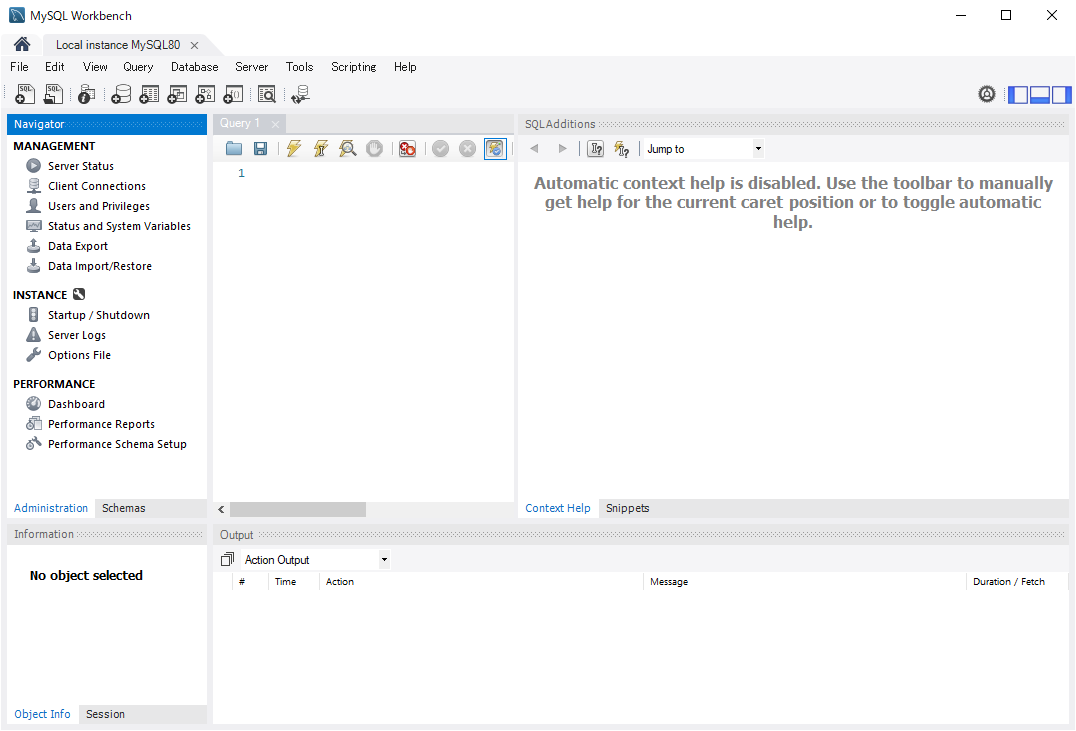 MySQL Workbench
Local instance MySQL80
File Edit View Query Database Server Tools Scripting Help
Navigator
MANAGEMENT
Server Status
Client Connections
Users and Privileges
Status and System Variables
Data Export
Data Import/Restore
INSTANCE
Startup / Shutdown
Server Logs
Options File
PERFORMANCE
Dashboard
Performance Reports
Performance Schema Setup
Administration Schemas
Query 1
1
SQLAdditions
Jump to
Automatic context help is disabled. Use the toolbar to manually
get help for the current caret position or to toggle automatic
help.
Context Help Snippets
Information
No object selected
Object Info Session
Output
Action Output
# Time Action Message Duration / Fetch